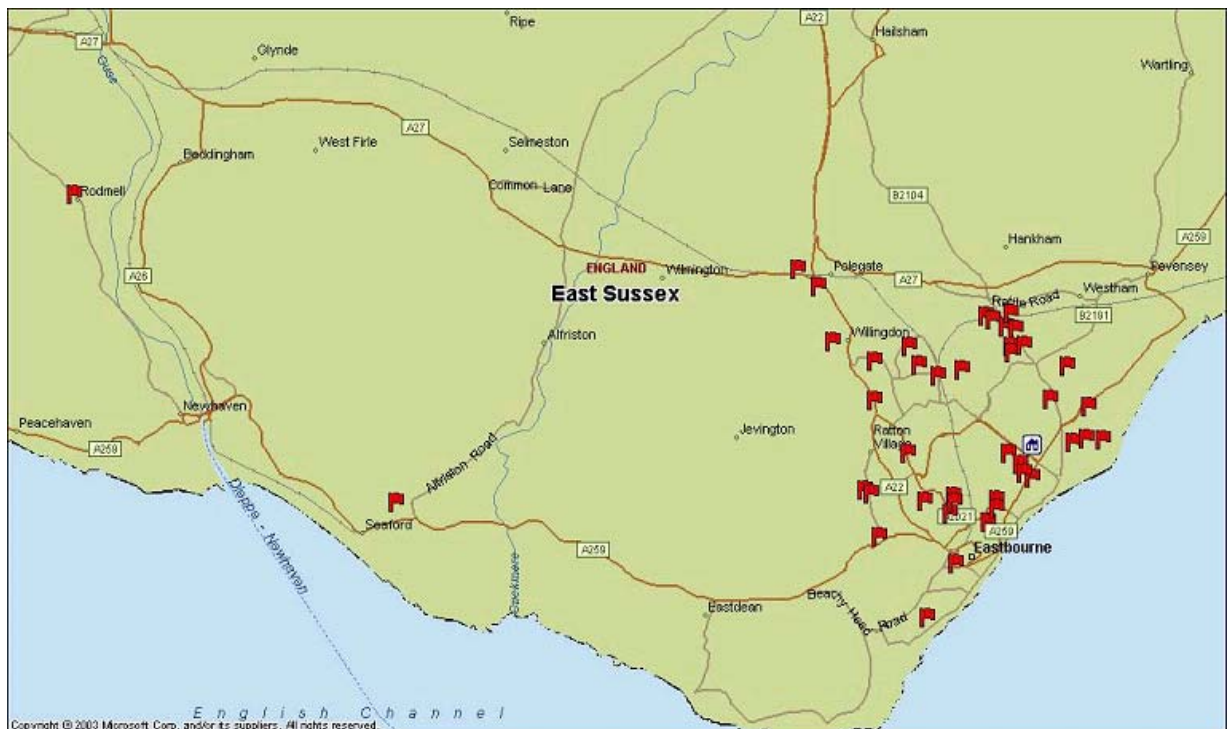 A22
Ripe
Hailsham
A27
Glynde
Wartling
Ouse
A27
West Firle
Selmeston
Beddingham
Common Lane
Rodmell
B2104
Hankham
A259
ENGLAND
Wilmington
Polegate
A27
Pevensey
A26
East Sussex
Westham
Rattle Road
B2191
Willingdon
Alfriston
Newhaven
Peacehaven
Jevington
Ratton
Village
A259
Alfriston Road
A22
Dieppe - Newhaven
Seaford
A259
A259
Eastbourne
Cuckmere
Beachy Head Road
Eastdean
English Channel
Copyright © 2003 Microsoft Corp. and/or its suppliers. All rights reserved.